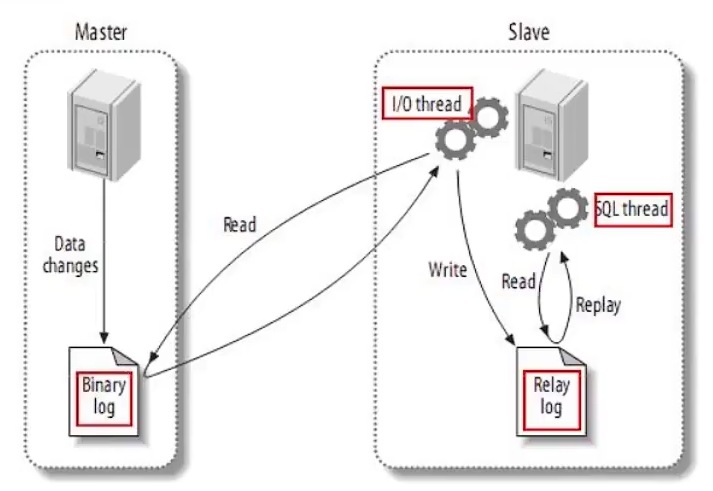 Master
Slave
I/O thread
SQL thread
Read
Data
changes
Write
Read
Replay
Binary
log
Relay
log